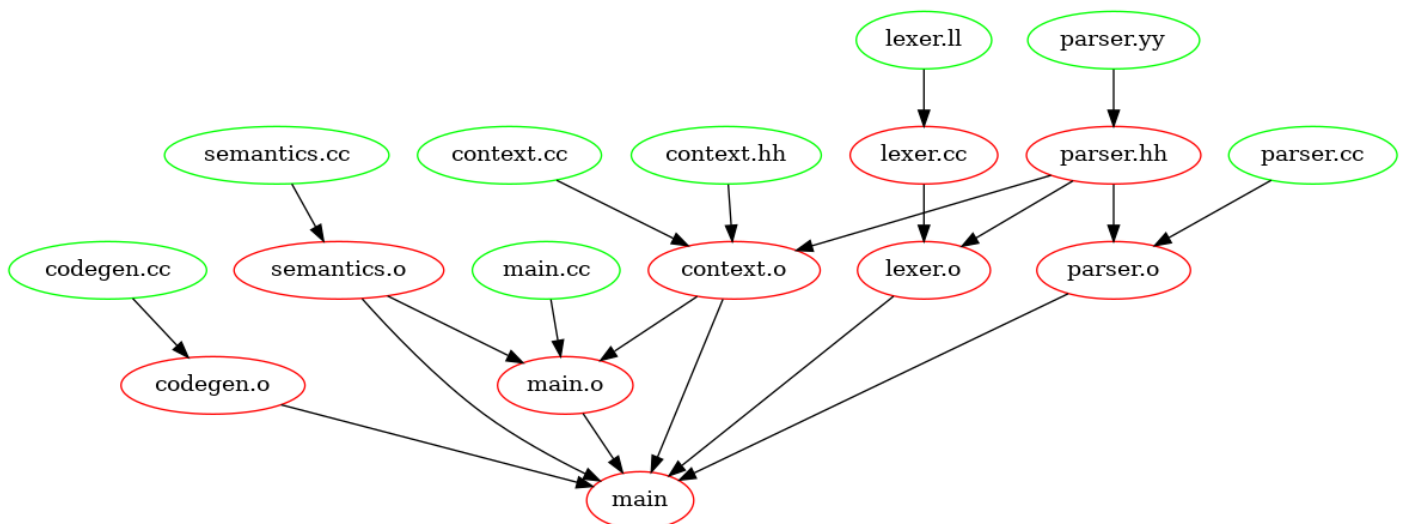 lexer.ll
parser.yy
semantics.cc
context.cc
context.hh
lexer.cc
parser.hh
parser.cc
codegen.cc
semantics.o
main.cc
context.o
lexer.o
parser.o
codegen.o
main.o
main